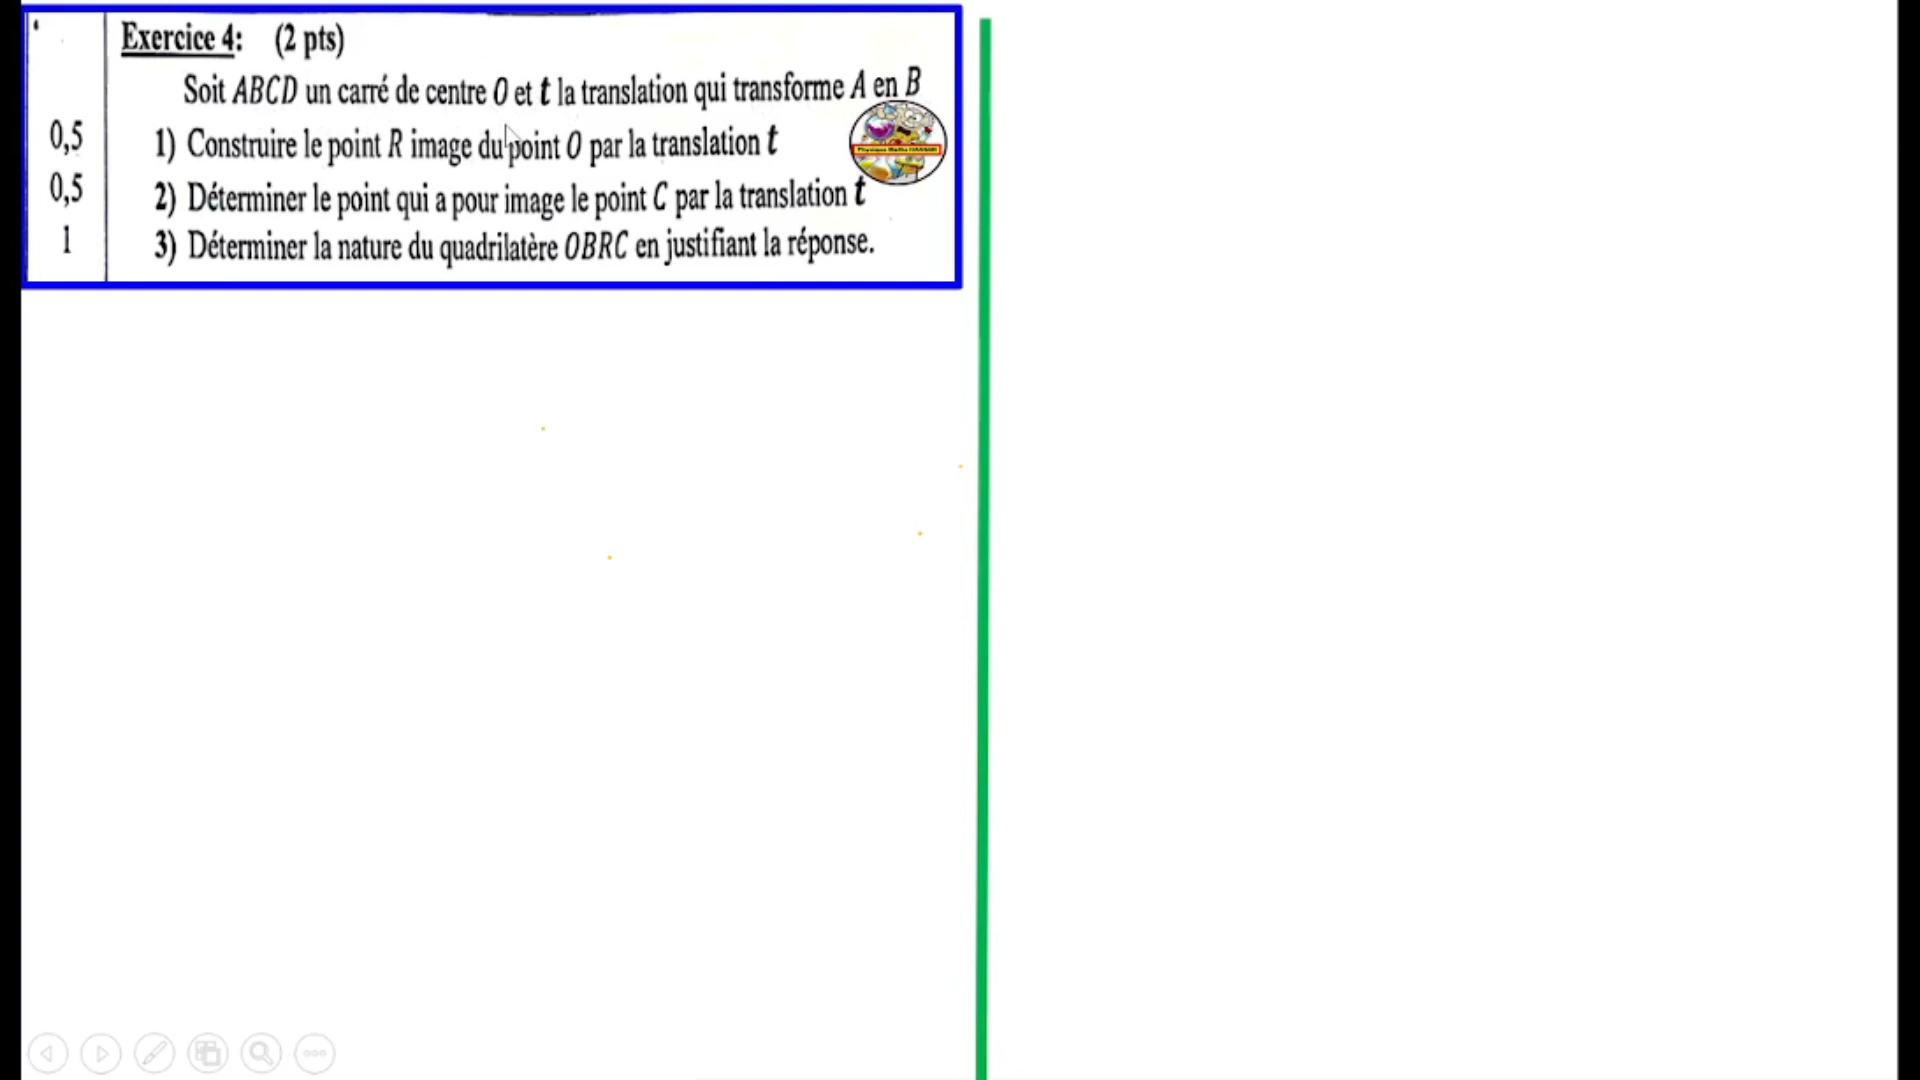 Exercice 4: (2 pts)
Soit ABCD un carré de centre O et t la translation qui transforme A en B
0,5 1) Construire le point R image du point O par la translation t
0,5 2) Déterminer le point qui a pour image le point C par la translation t
1 3) Déterminer la nature du quadrilatère OBRC en justifiant la réponse.